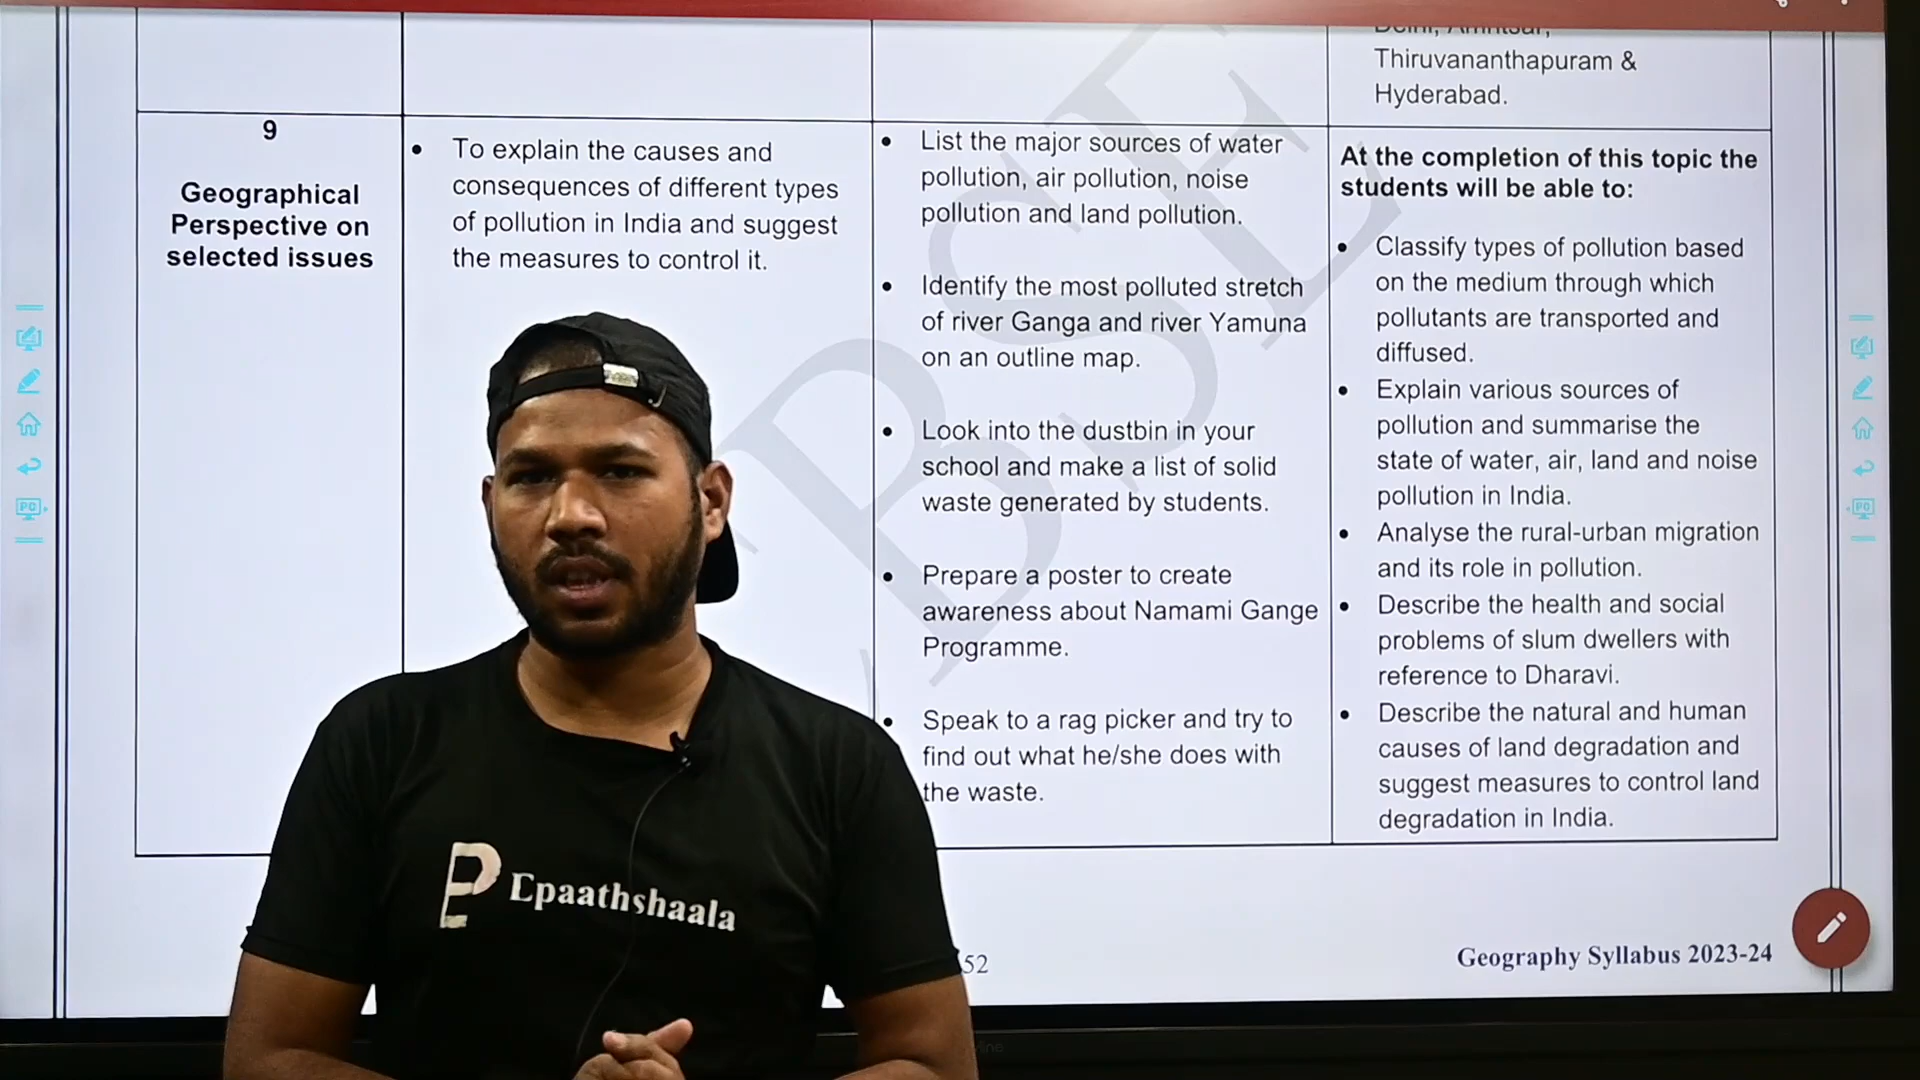 Delhi, Amritsar,
Thiruvananthapuram &
Hyderabad.
9
Geographical
Perspective on
selected issues
• To explain the causes and
consequences of different types
of pollution in India and suggest
the measures to control it.
• List the major sources of water
pollution, air pollution, noise
pollution and land pollution.
• Identify the most polluted stretch
of river Ganga and river Yamuna
on an outline map.
• Look into the dustbin in your
school and make a list of solid
waste generated by students.
• Prepare a poster to create
awareness about Namami Gange
Programme.
• Speak to a rag picker and try to
find out what he/she does with
the waste.
At the completion of this topic the
students will be able to:
• Classify types of pollution based
on the medium through which
pollutants are transported and
diffused.
• Explain various sources of
pollution and summarise the
state of water, air, land and noise
pollution in India.
• Analyse the rural-urban migration
and its role in pollution.
• Describe the health and social
problems of slum dwellers with
reference to Dharavi.
• Describe the natural and human
causes of land degradation and
suggest measures to control land
degradation in India.
CBSE
PC
PC
Epaathshaala
52
Geography Syllabus 2023-24